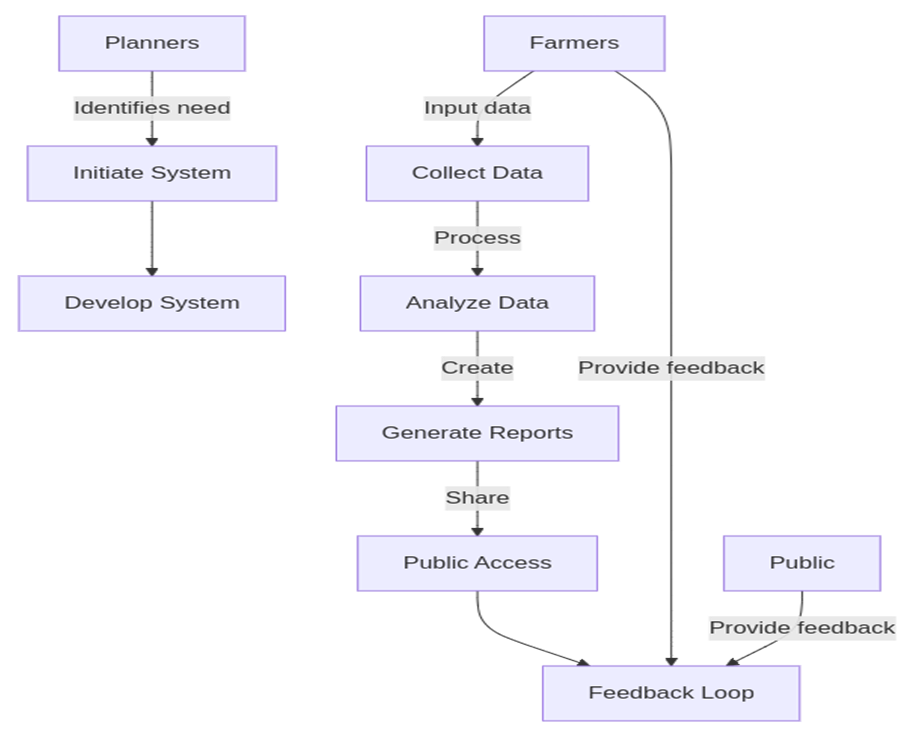 Planners
Farmers
Identifies need
Input data
Initiate System
Collect Data
Process
Develop System
Analyze Data
Create
Provide feedback
Generate Reports
Share
Public Access
Public
Provide feedback
Feedback Loop